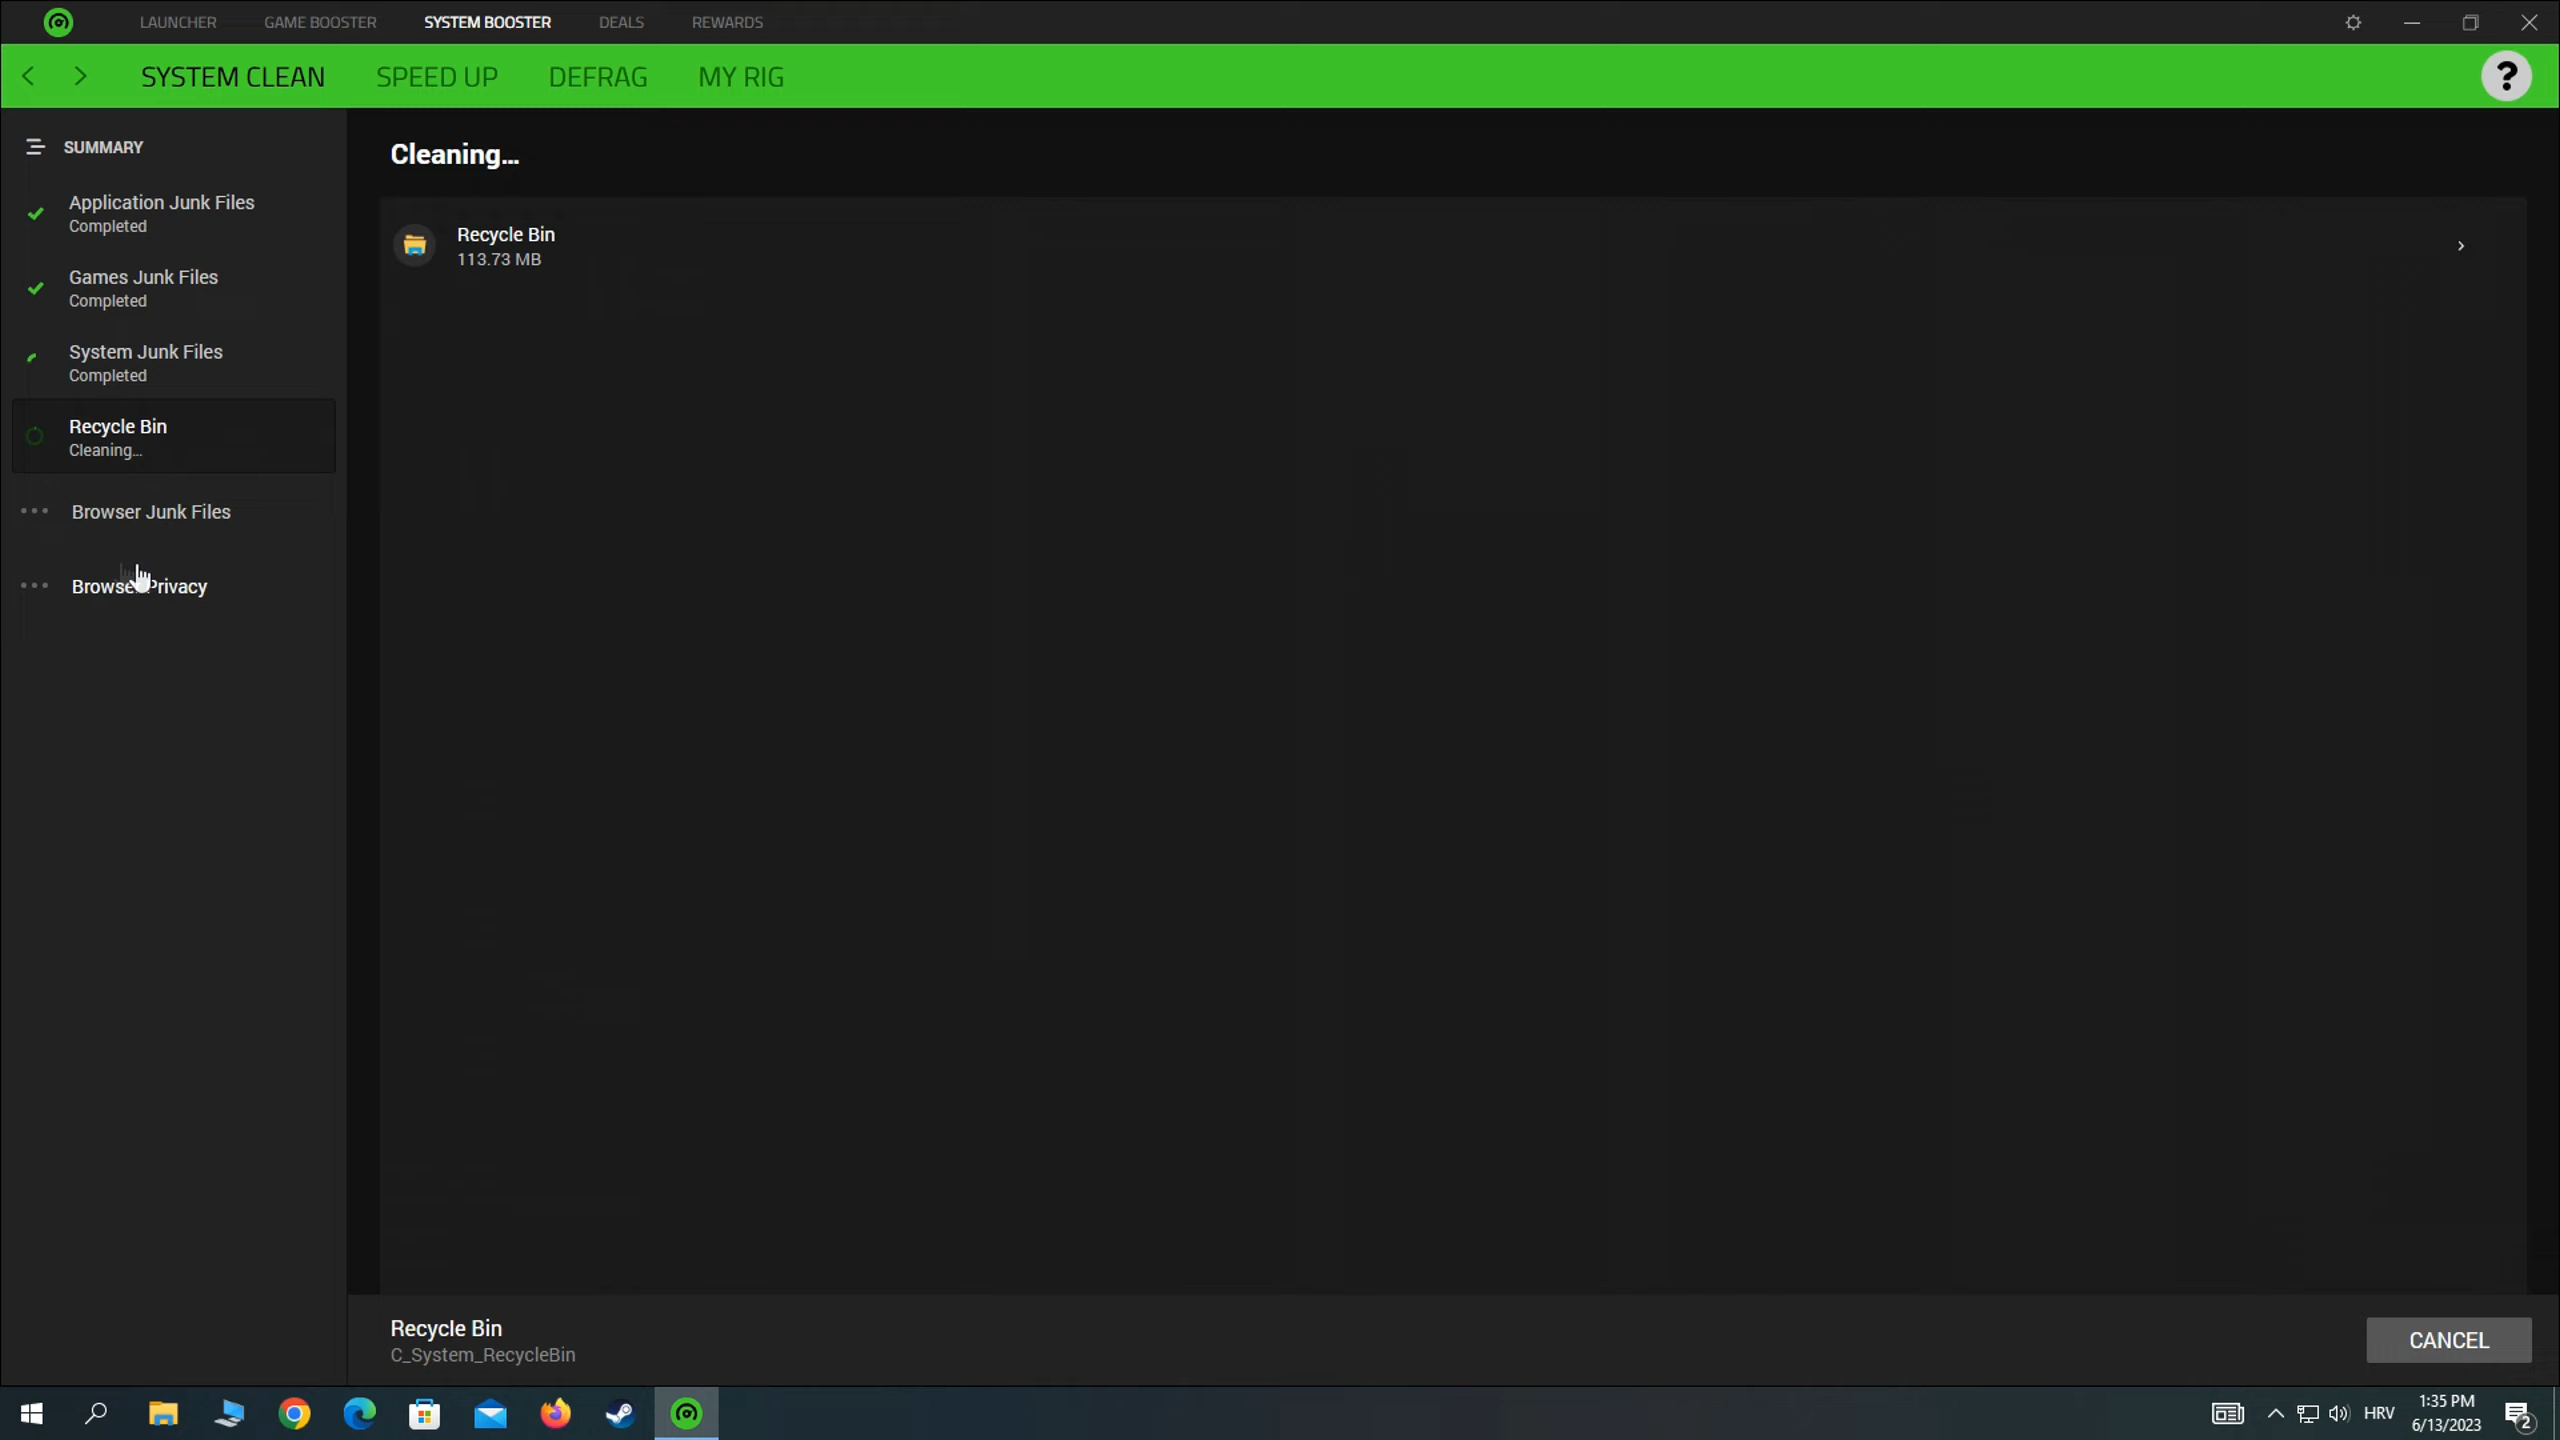 LAUNCHER GAME BOOSTER SYSTEM BOOSTER DEALS REWARDS
SYSTEM CLEAN SPEED UP DEFRAG MY RIG ?
SUMMARY
Application Junk Files
Completed
Games Junk Files
Completed
System Junk Files
Completed
Recycle Bin
Cleaning...
Browser Junk Files
Browser Privacy
Cleaning...
Recycle Bin
113.73 MB
Recycle Bin
C_System_RecycleBin
CANCEL
HRV
1:35 PM
6/13/2023
2